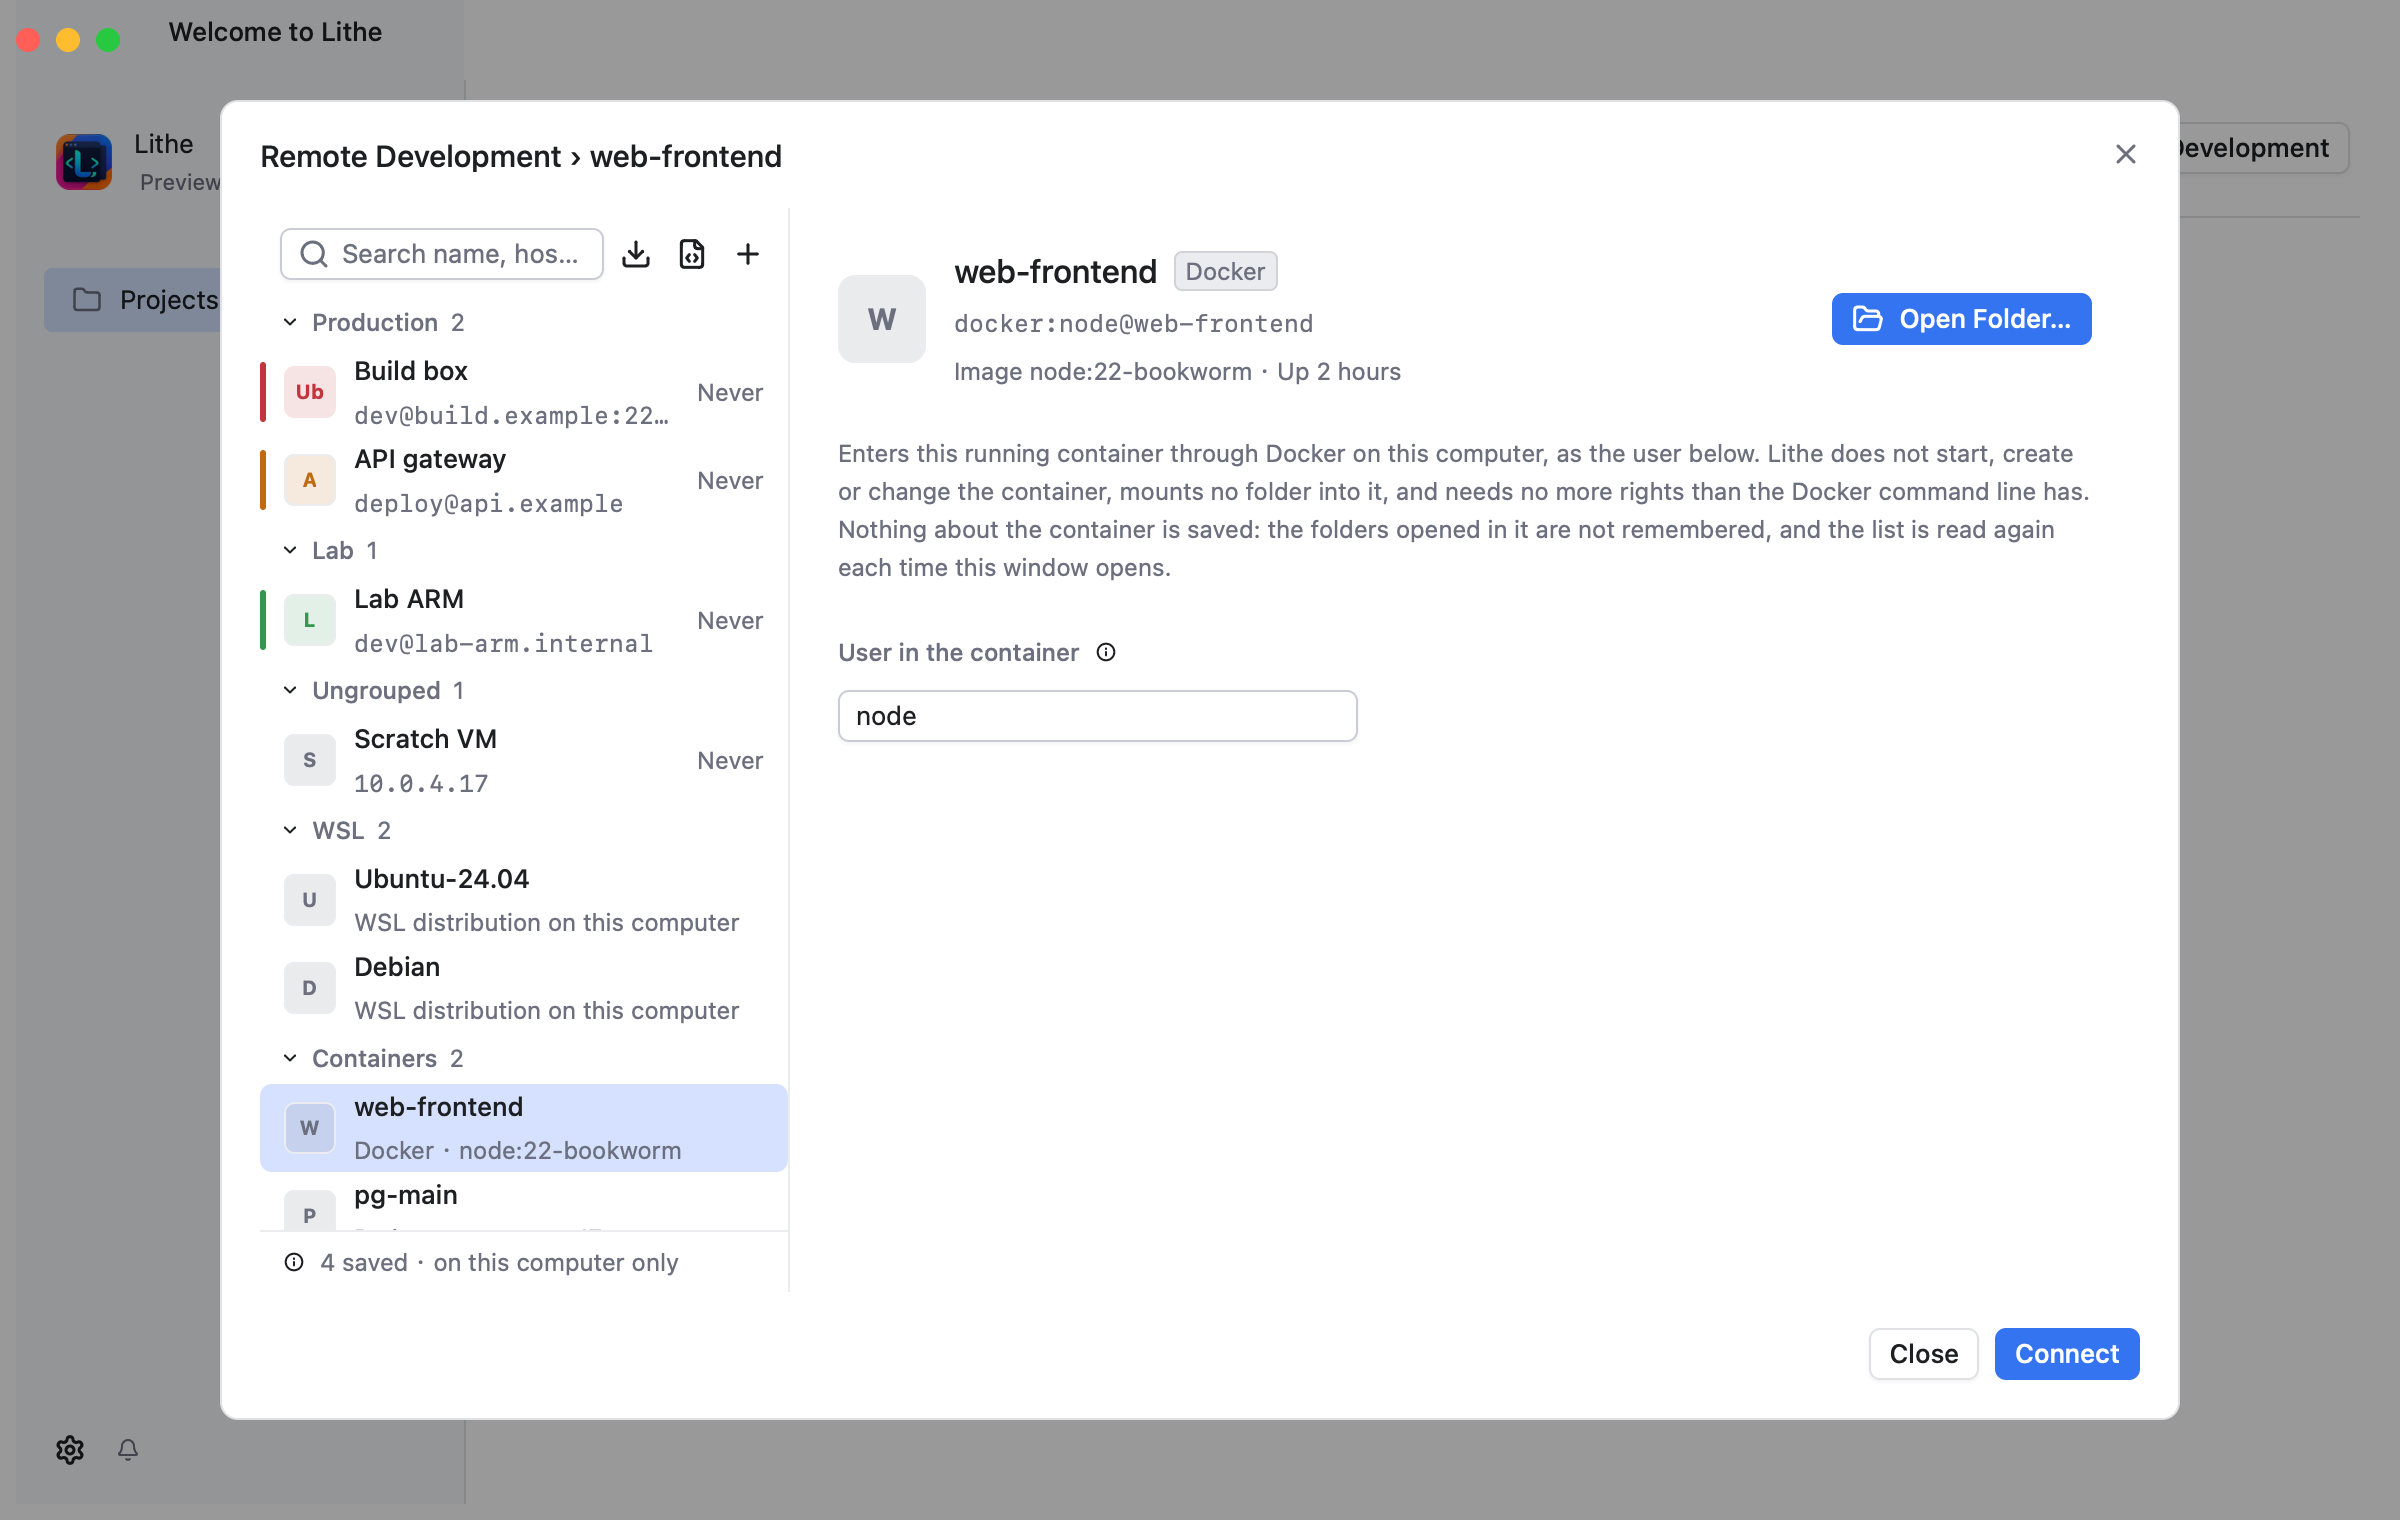 Welcome to Lithe
Lithe
Preview
Projects
Development
Remote Development › web-frontend
Search name, hos...
Production 2
Ub
Build box
dev@build.example:22…
Never
A
API gateway
deploy@api.example
Never
Lab 1
L
Lab ARM
dev@lab-arm.internal
Never
Ungrouped 1
S
Scratch VM
10.0.4.17
Never
WSL 2
U
Ubuntu-24.04
WSL distribution on this computer
D
Debian
WSL distribution on this computer
Containers 2
W
web-frontend
Docker · node:22-bookworm
P
pg-main
4 saved · on this computer only
W
web-frontend Docker
docker:node@web-frontend
Image node:22-bookworm · Up 2 hours
Open Folder...
Enters this running container through Docker on this computer, as the user below. Lithe does not start, create
or change the container, mounts no folder into it, and needs no more rights than the Docker command line has.
Nothing about the container is saved: the folders opened in it are not remembered, and the list is read again
each time this window opens.
User in the container
node
Close
Connect